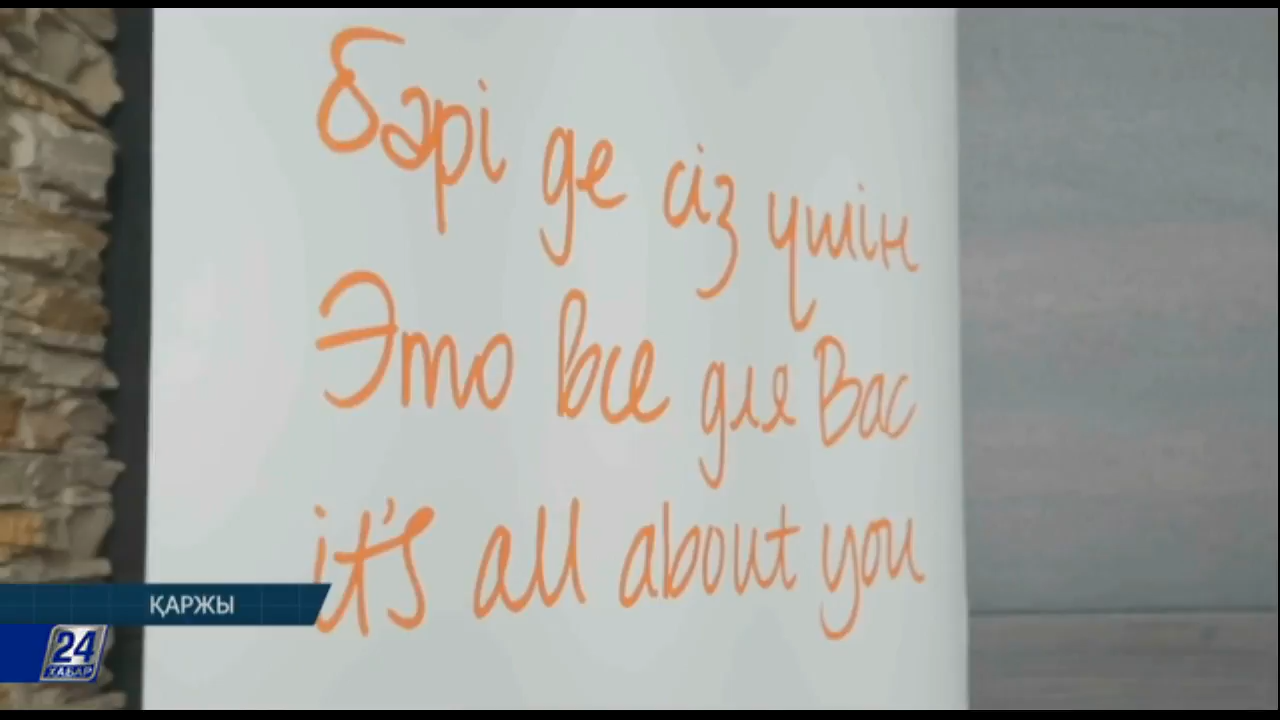 бәрі де сіз үшін
Это все для Вас
it's all about you
ҚАРЖЫ
24
ХАБАР